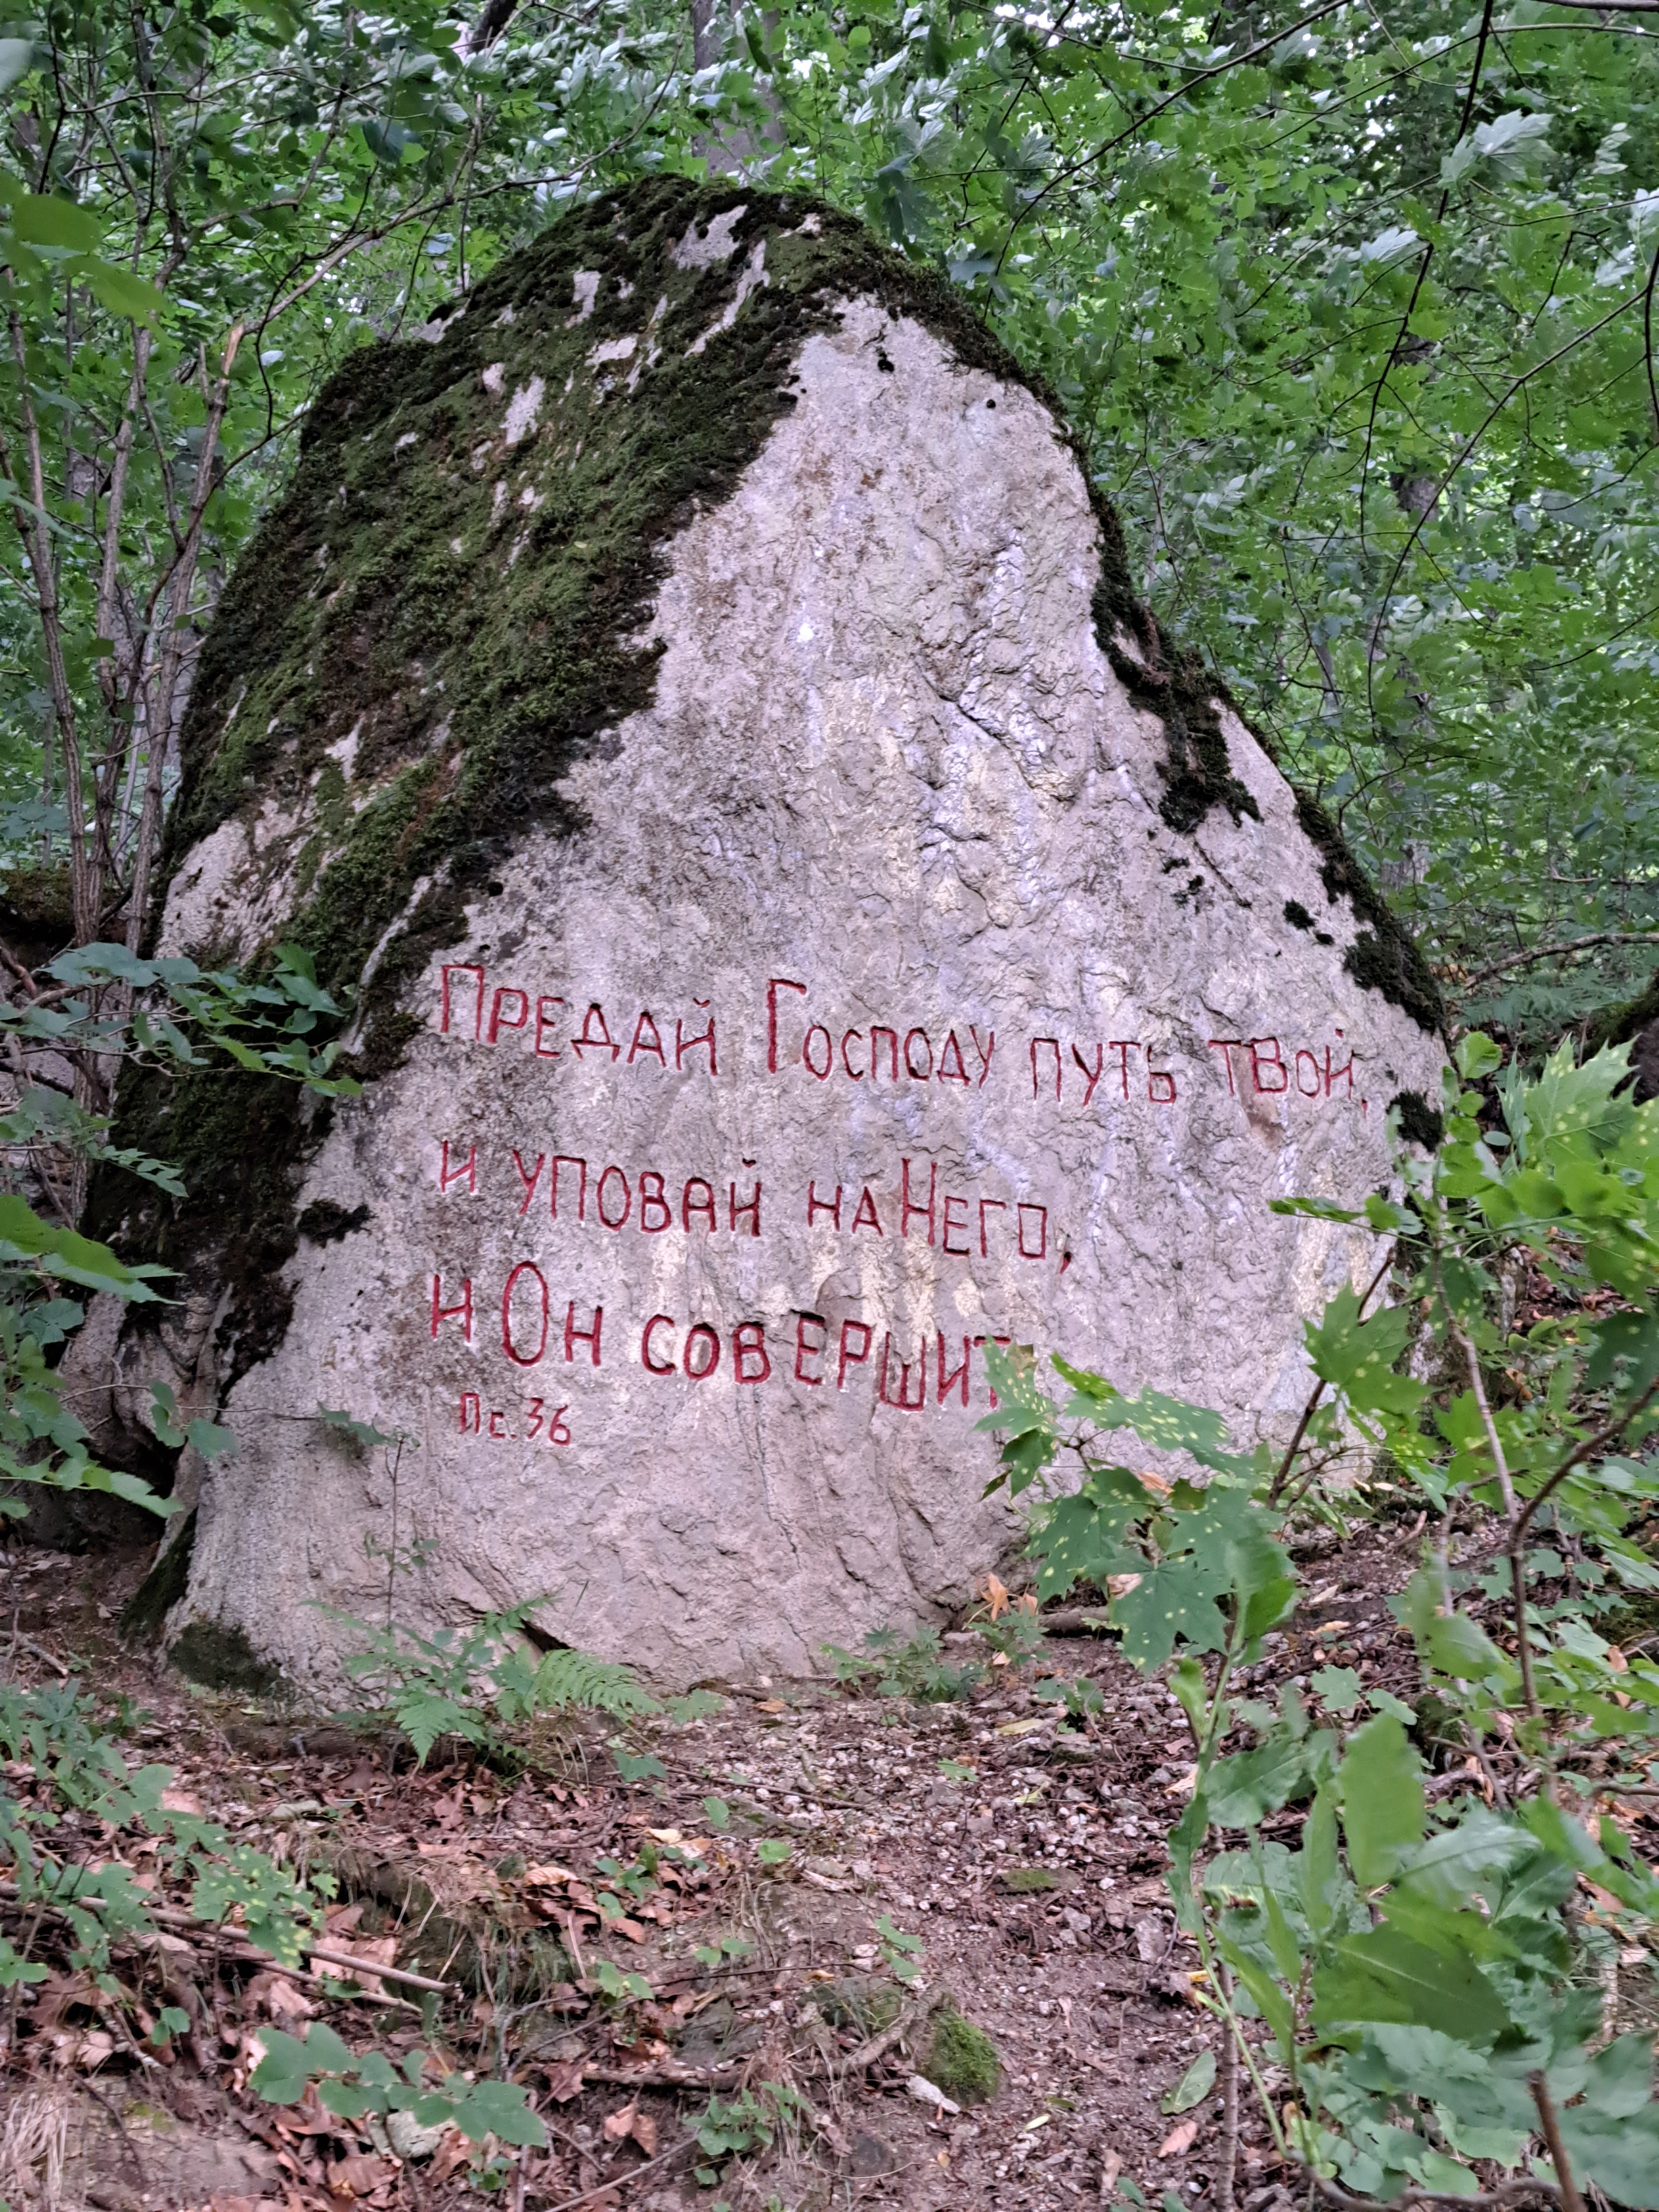 Предай Господу путь твой,
и уповай на Него,
и Он совершит
Пс. 36